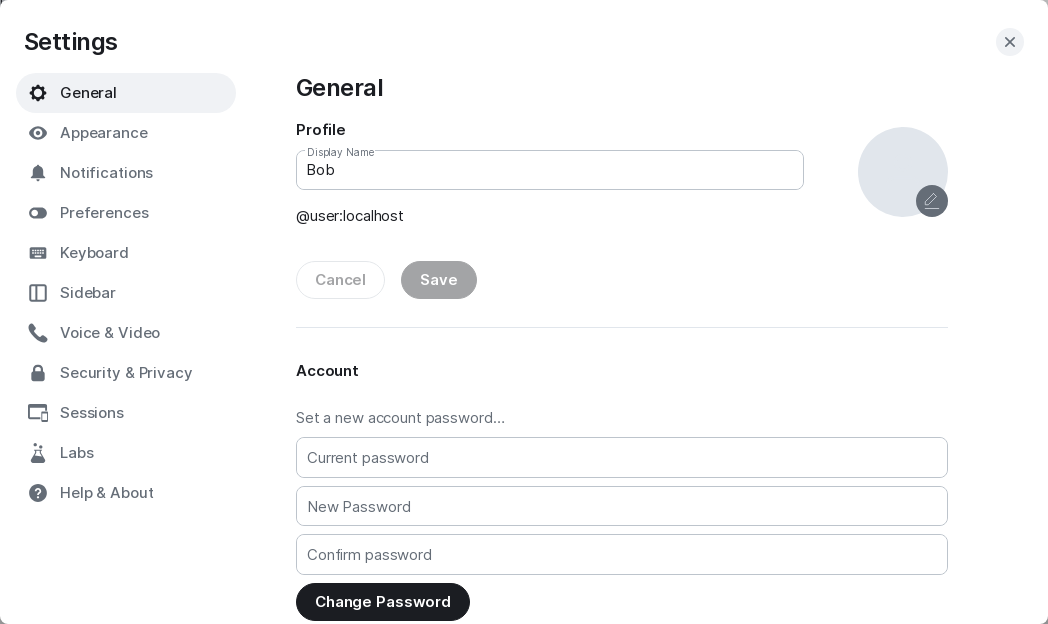 Settings
General
Appearance
Notifications
Preferences
Keyboard
Sidebar
Voice & Video
Security & Privacy
Sessions
Labs
Help & About
General
Profile
Display Name
Bob
@user:localhost
Cancel Save
Account
Set a new account password...
Current password
New Password
Confirm password
Change Password